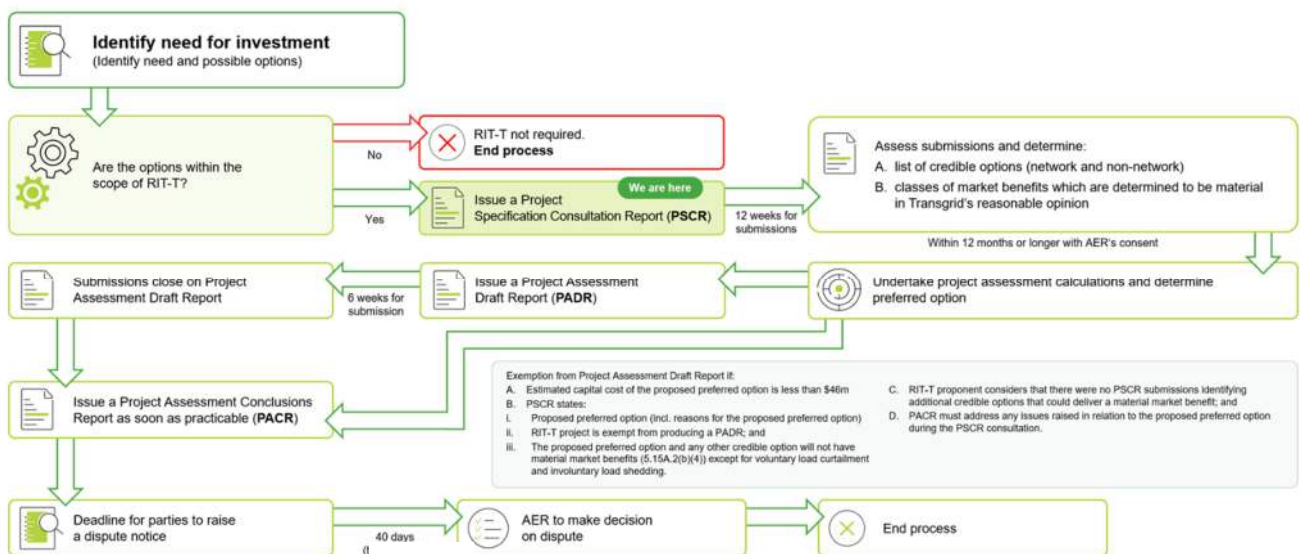 Identify need for investment
(Identify need and possible options)
Are the options within the
scope of RIT-T?
No
RIT-T not required.
End process
Yes
We are here
Issue a Project
Specification Consultation Report (PSCR)
12 weeks for
submissions
Assess submissions and determine:
A. list of credible options (network and non-network)
B. classes of market benefits which are determined to be material
in Transgrid's reasonable opinion
Within 12 months or longer with AER's consent
Undertake project assessment calculations and determine
preferred option
Issue a Project Assessment
Draft Report (PADR)
6 weeks for
submission
Submissions close on Project
Assessment Draft Report
Exemption from Project Assessment Draft Report if:
A. Estimated capital cost of the proposed preferred option is less than $46m
B. PSCR states:
i. Proposed preferred option (incl. reasons for the proposed preferred option)
ii. RIT-T project is exempt from producing a PADR; and
iii. The proposed preferred option and any other credible option will not have
material market benefits (5.15A.2(b)(4)) except for voluntary load curtailment
and involuntary load shedding.
C. RIT-T proponent considers that there were no PSCR submissions identifying
additional credible options that could deliver a material market benefit; and
D. PACR must address any issues raised in relation to the proposed preferred option
during the PSCR consultation.
Issue a Project Assessment Conclusions
Report as soon as practicable (PACR)
Deadline for parties to raise
a dispute notice
40 days
AER to make decision
on dispute
End process